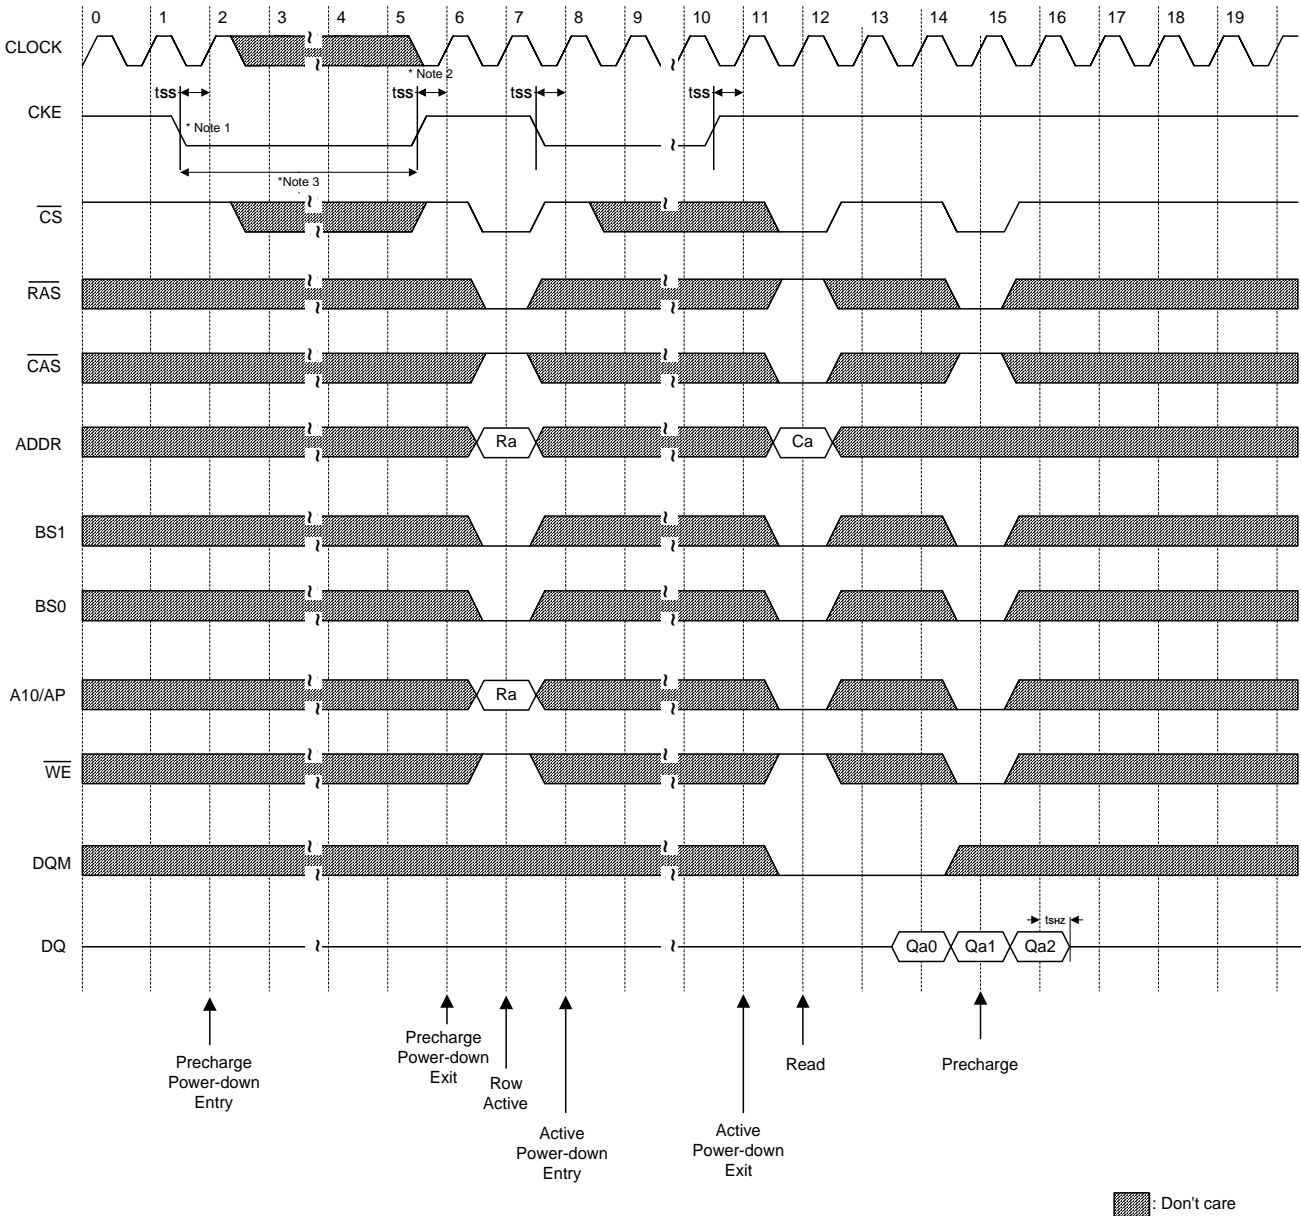 0 1 2 3 4 5 6 7 8 9 10 11 12 13 14 15 16 17 18 19
CLOCK
* Note 2
tss tss tss tss
CKE
* Note 1
*Note 3
CS
RAS
CAS
ADDR Ra Ca
BS1
BS0
A10/AP Ra
WE
DQM
tSHZ
DQ Qa0 Qa1 Qa2
Precharge
Power-down
Entry
Precharge
Power-down
Exit
Row
Active
Active
Power-down
Entry
Active
Power-down
Exit
Read
Precharge
: Don't care